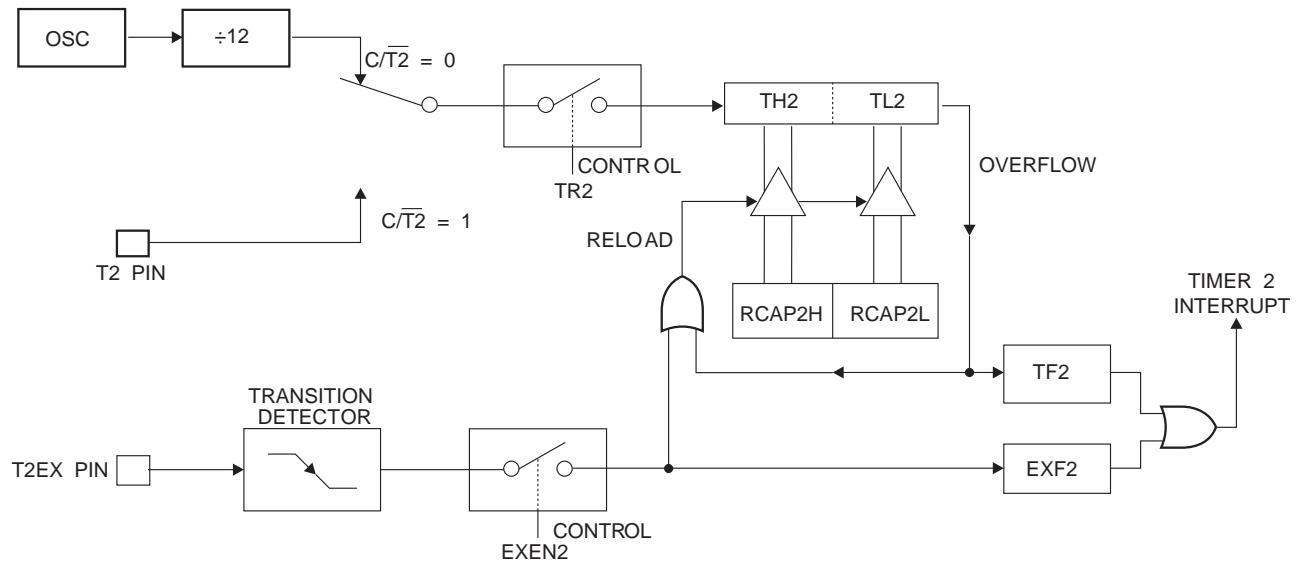 OSC
÷12
C/T2̅ = 0
TH2
TL2
CONTROL
TR2
OVERFLOW
C/T2̅ = 1
T2 PIN
RELOAD
RCAP2H
RCAP2L
TIMER 2
INTERRUPT
TF2
TRANSITION
DETECTOR
T2EX PIN
EXF2
CONTROL
EXEN2